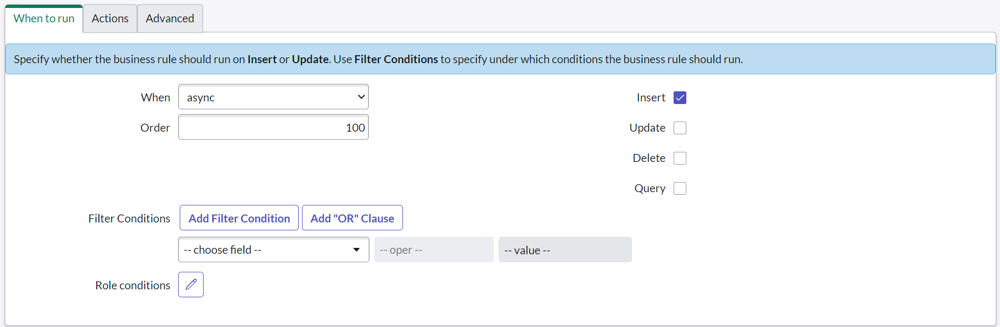 When to run
Actions
Advanced
Specify whether the business rule should run on Insert or Update. Use Filter Conditions to specify under which conditions the business rule should run.
When
async
Insert
Order
100
Update
Delete
Query
Filter Conditions
Add Filter Condition
Add "OR" Clause
-- choose field --
-- oper --
-- value --
Role conditions